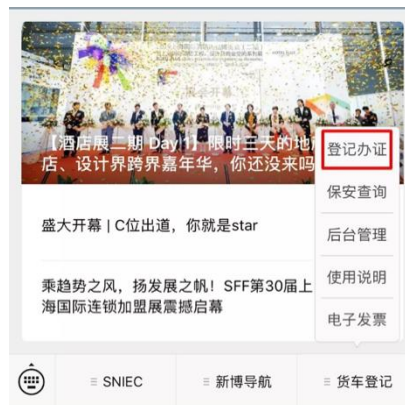 【酒店展二期 Day 1】限时三天的地
店、设计界跨界嘉年华，你还没来吗
登记办证
保安查询
盛大开幕 | C位出道，你就是star
后台管理
使用说明
乘趋势之风，扬发展之帆！SFF第30届上
海国际连锁加盟展震撼启幕
电子发票
SNIEC
新博导航
货车登记